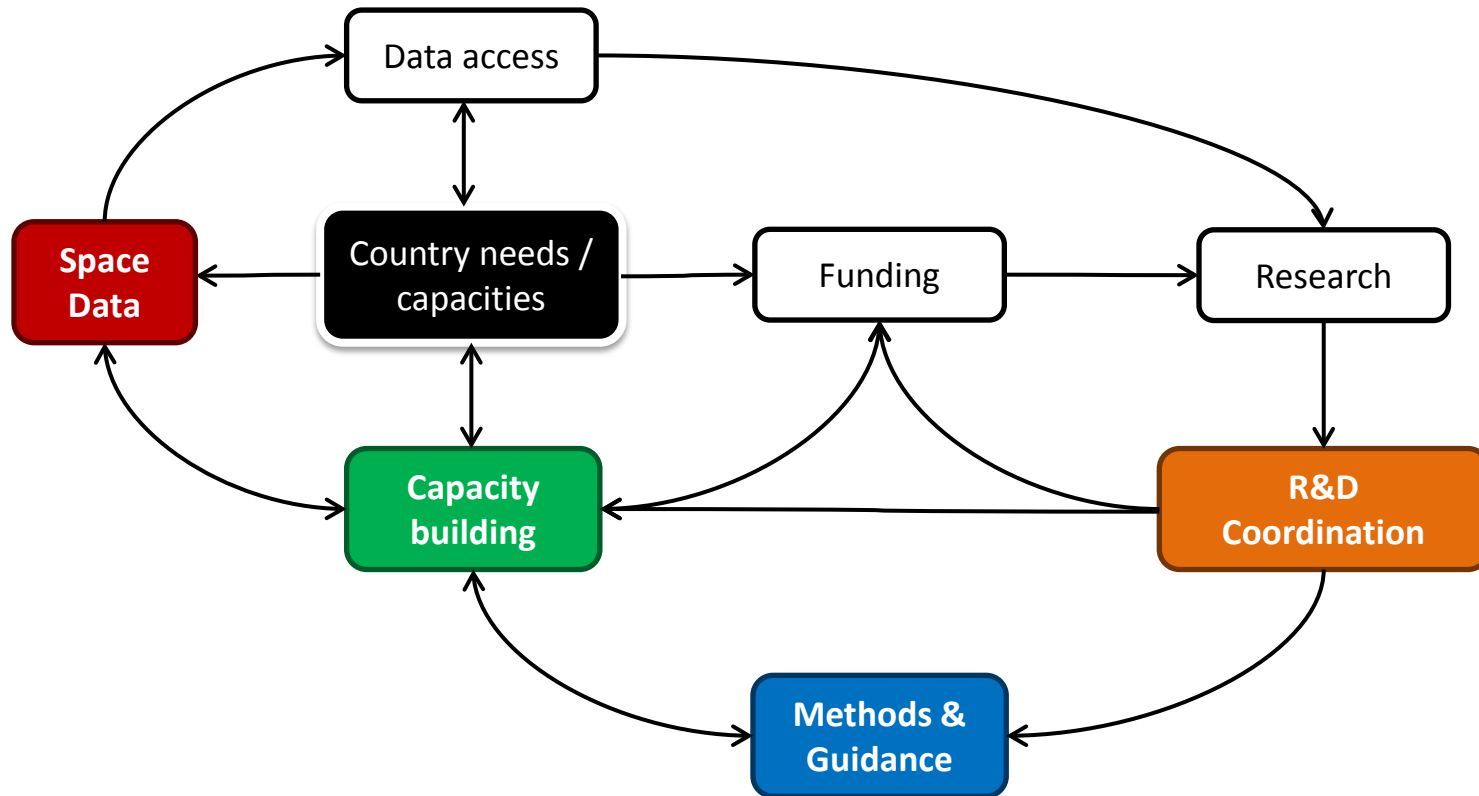 Data access
Space
Data
Country needs /
capacities
Funding
Research
Capacity
building
R&D
Coordination
Methods &
Guidance